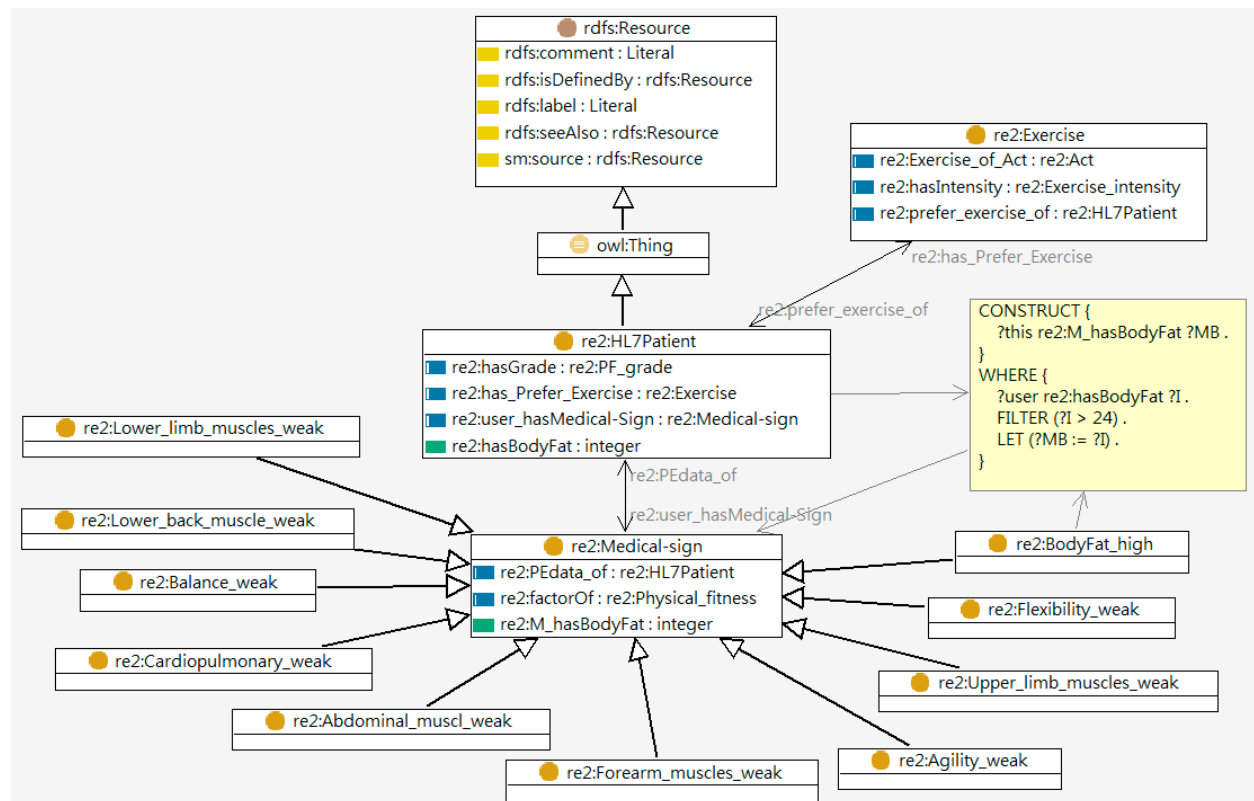 rdfs:Resource
rdfs:comment : Literal
rdfs:isDefinedBy : rdfs:Resource
rdfs:label : Literal
rdfs:seeAlso : rdfs:Resource
sm:source : rdfs:Resource
re2:Exercise
re2:Exercise_of_Act : re2:Act
re2:hasIntensity : re2:Exercise_intensity
re2:prefer_exercise_of : re2:HL7Patient
owl:Thing
re2:has_Prefer_Exercise
re2:prefer_exercise_of
re2:HL7Patient
re2:hasGrade : re2:PF_grade
re2:has_Prefer_Exercise : re2:Exercise
re2:user_hasMedical-Sign : re2:Medical-sign
re2:hasBodyFat : integer
CONSTRUCT {
?this re2:M_hasBodyFat ?MB .
}
WHERE {
?user re2:hasBodyFat ?I .
FILTER (?I > 24) .
LET (?MB := ?I) .
}
re2:Lower_limb_muscles_weak
re2:PEdata_of
re2:user_hasMedical-Sign
re2:Lower_back_muscle_weak
re2:Medical-sign
re2:PEdata_of : re2:HL7Patient
re2:factorOf : re2:Physical_fitness
re2:M_hasBodyFat : integer
re2:BodyFat_high
re2:Balance_weak
re2:Flexibility_weak
re2:Cardiopulmonary_weak
re2:Upper_limb_muscles_weak
re2:Abdominal_muscl_weak
re2:Agility_weak
re2:Forearm_muscles_weak